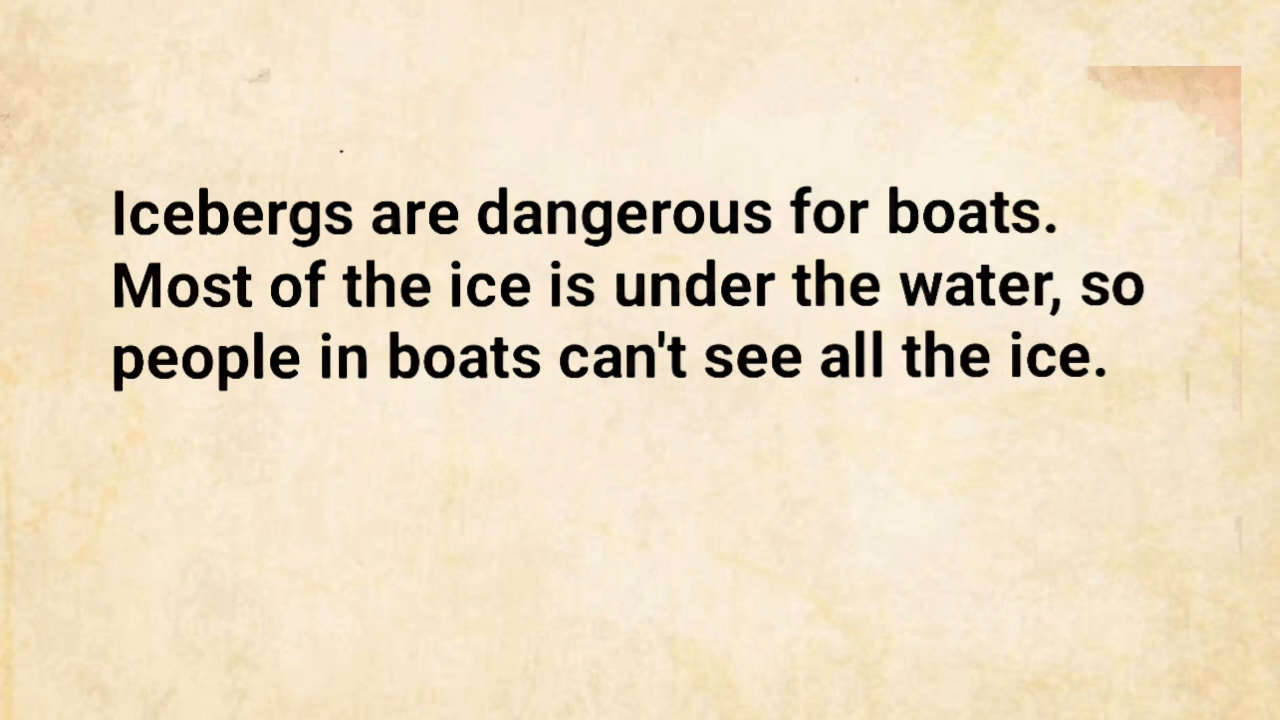 Icebergs are dangerous for boats.
Most of the ice is under the water, so
people in boats can't see all the ice.